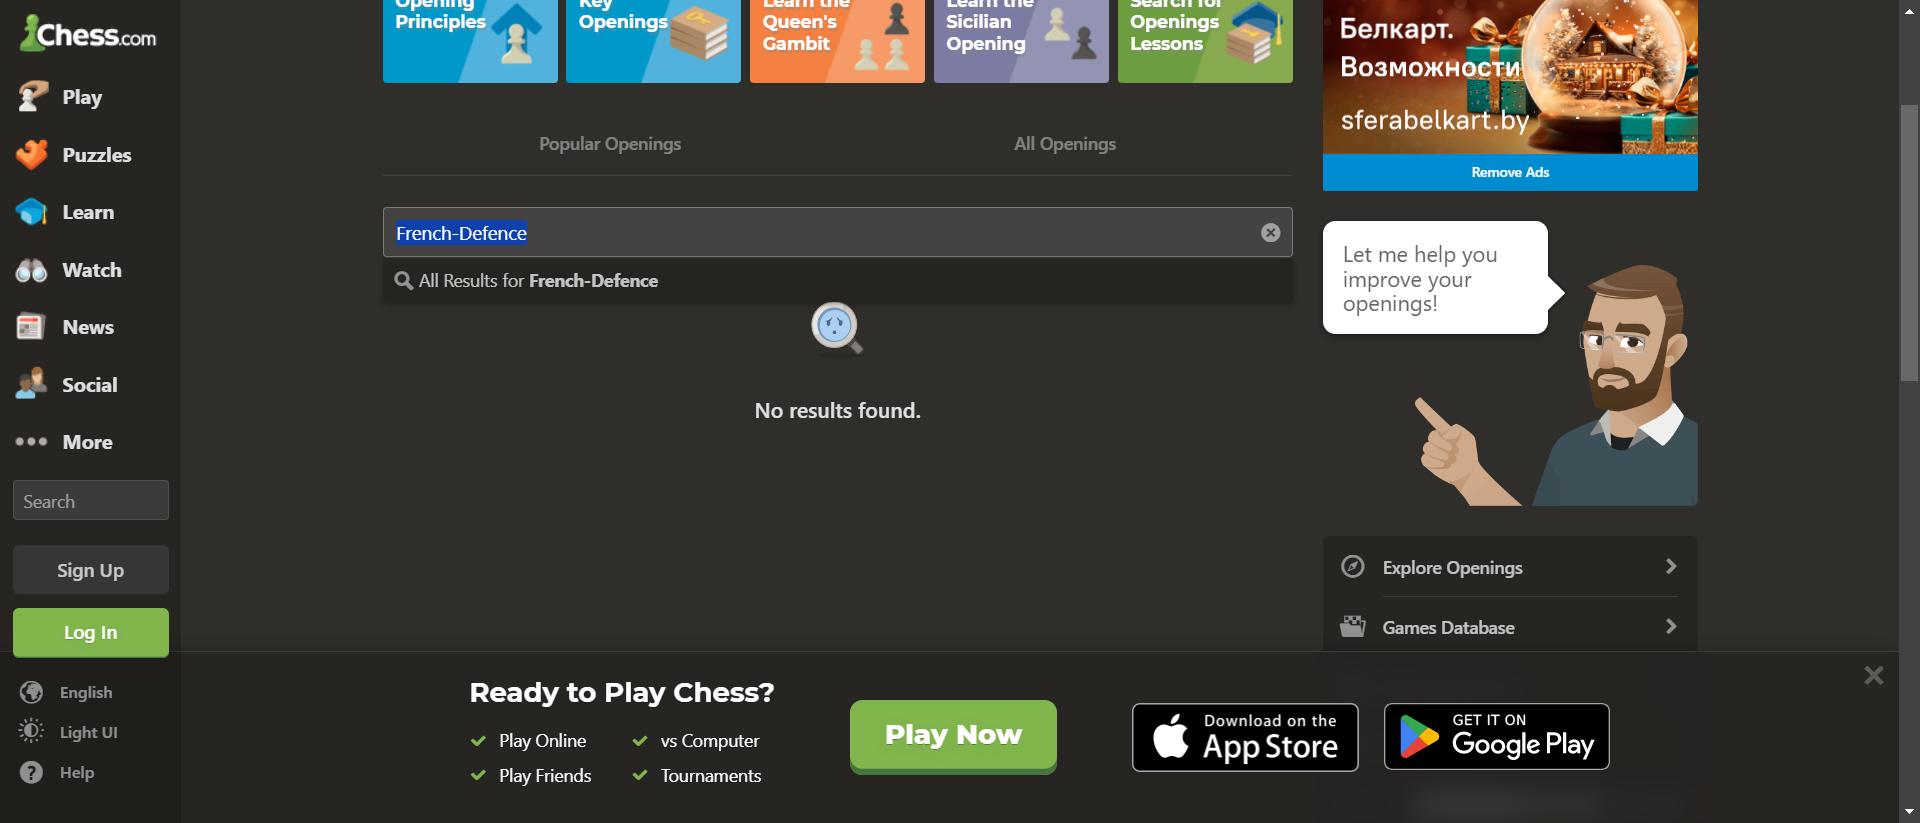 Chess.com
Play
Puzzles
Learn
Watch
News
Social
More
Search
Sign Up
Log In
English
Light UI
Help
Opening
Principles
Key
Openings
Learn the
Queen's
Gambit
Learn the
Sicilian
Opening
Search for
Openings
Lessons
Popular Openings
All Openings
French-Defence
All Results for French-Defence
No results found.
Белкарт.
Возможности
sferabelkart.by
Remove Ads
Let me help you
improve your
openings!
Explore Openings
Games Database
Ready to Play Chess?
Play Online
vs Computer
Play Friends
Tournaments
Play Now
Download on the
App Store
GET IT ON
Google Play